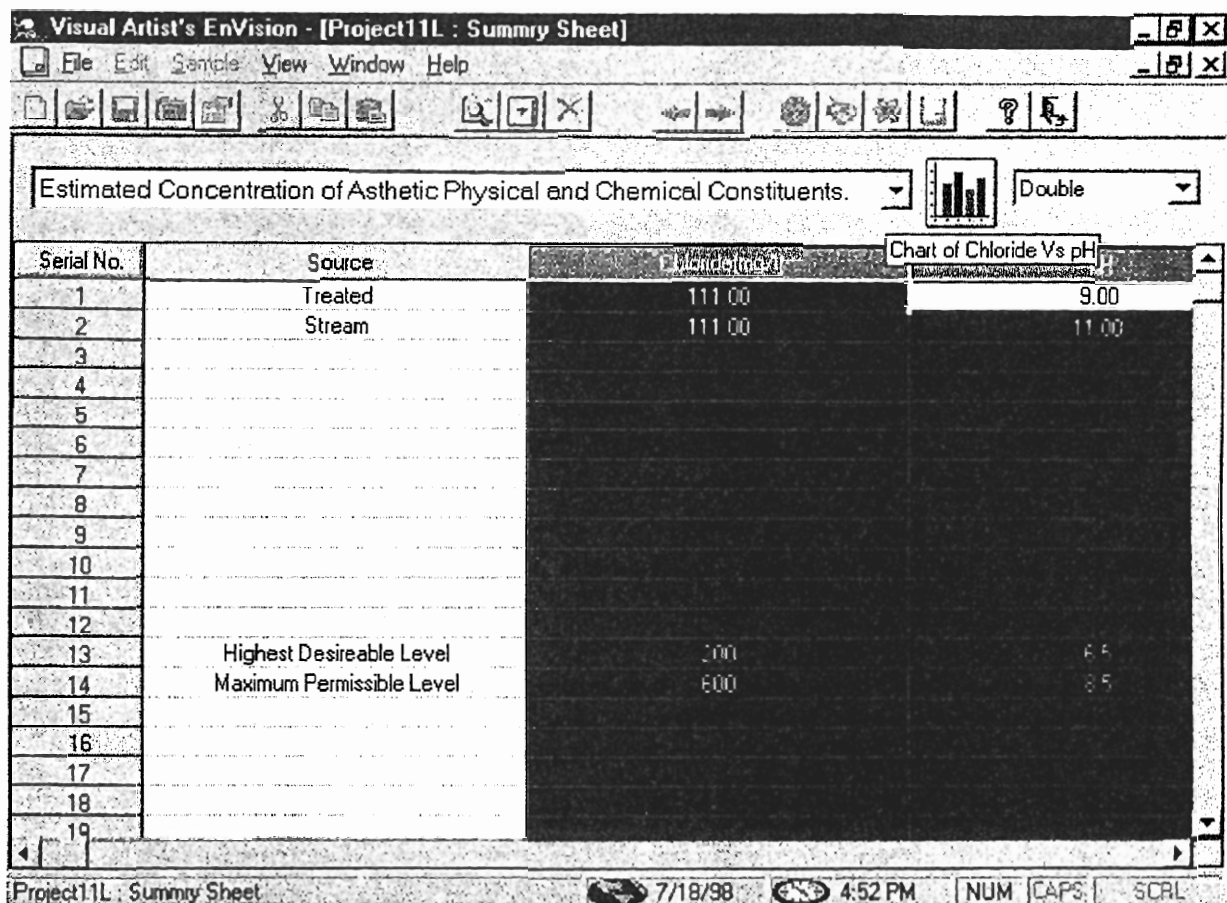 Visual Artist's EnVision - [Project11L : Summry Sheet]
File Edit Sample View Window Help
Estimated Concentration of Asthetic Physical and Chemical Constituents.
Double
Chart of Chloride Vs pH
Serial No. Source
1 Treated 111.00 9.00
2 Stream 111.00 11.00
3
4
5
6
7
8
9
10
11
12
13 Highest Desireable Level 200 6.5
14 Maximum Permissible Level 600 8.5
15
16
17
18
19
Project11L : Summry Sheet 7/18/98 4:52 PM NUM CAPS SCRL